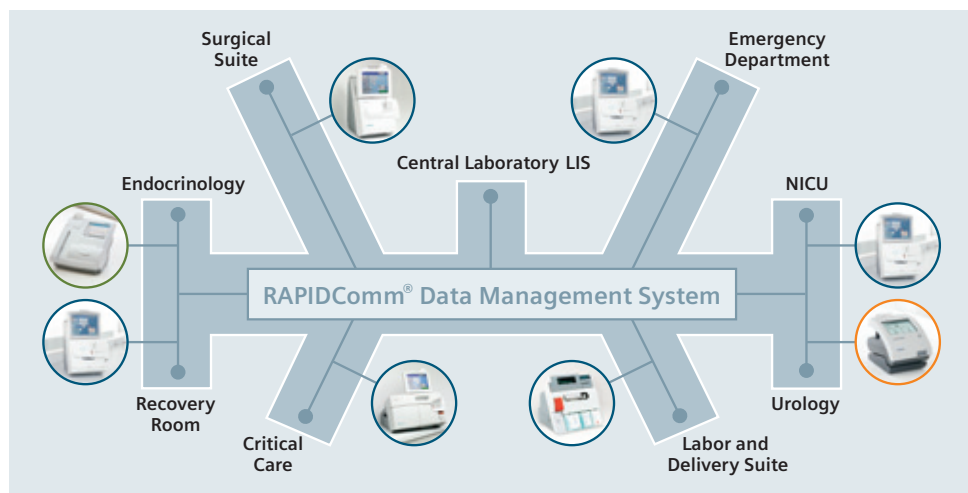 Surgical
Suite
Emergency
Department
Central Laboratory LIS
Endocrinology
NICU
RAPIDComm® Data Management System
Recovery
Room
Urology
Critical
Care
Labor and
Delivery Suite